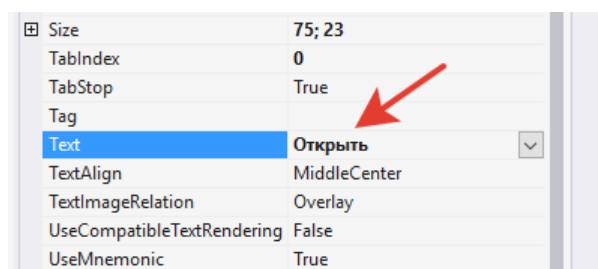 Size 75; 23
TabIndex 0
TabStop True
Tag
Text Открыть
TextAlign MiddleCenter
TextImageRelation Overlay
UseCompatibleTextRendering False
UseMnemonic True